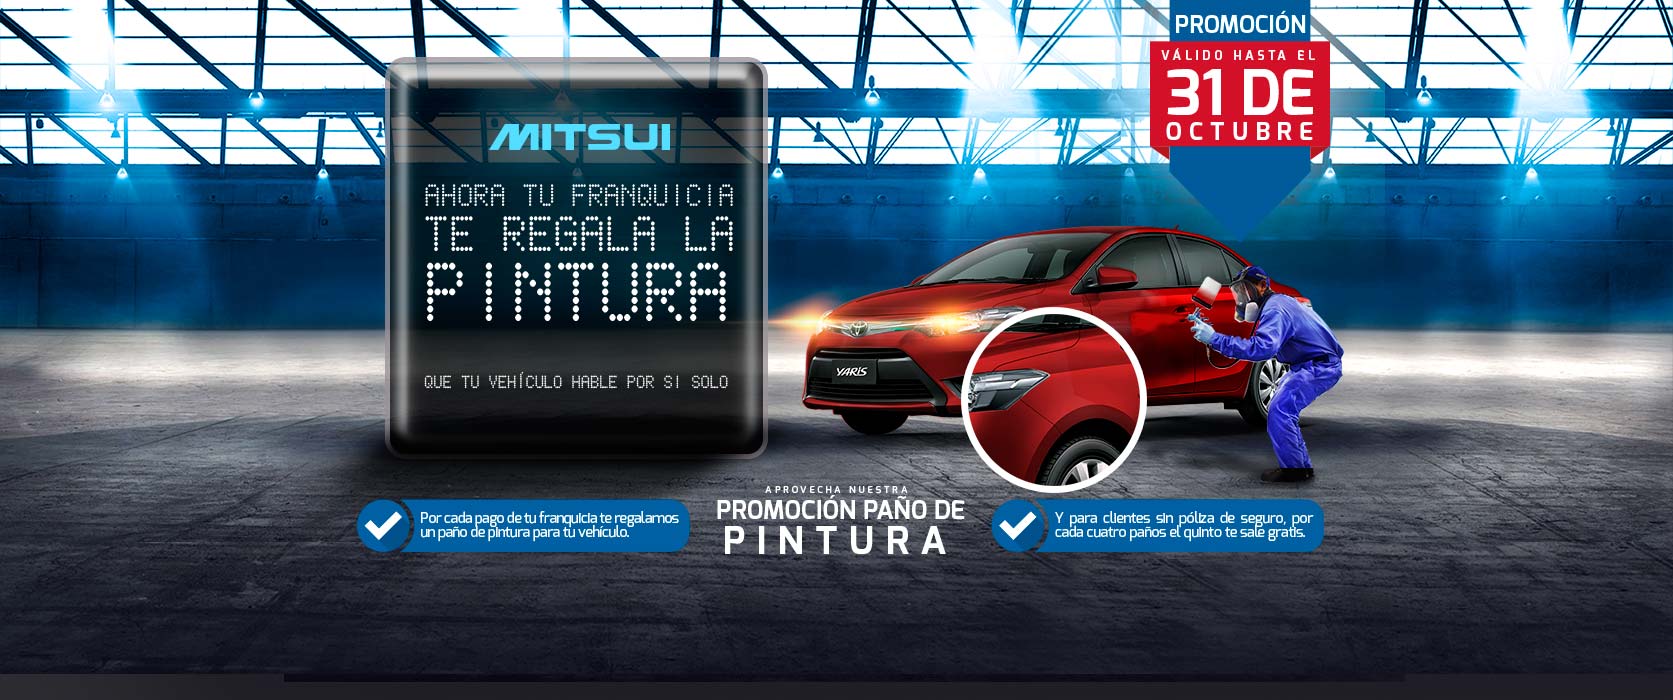 PROMOCIÓN
VÁLIDO HASTA EL
31 DE
OCTUBRE
MITSUI
AHORA TU FRANQUICIA
TE REGALA LA
PINTURA
QUE TU VEHÍCULO HABLE POR SI SOLO
YARIS
Por cada pago de tu franquicia te regalamos
un paño de pintura para tu vehículo.
APROVECHA NUESTRA
PROMOCIÓN PAÑO DE
PINTURA
Y para clientes sin póliza de seguro, por
cada cuatro paños el quinto te sale gratis.